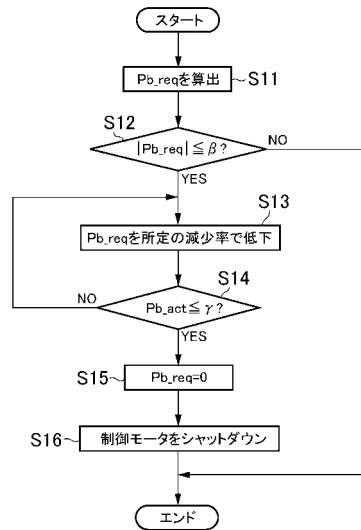 スタート
Pb_reqを算出
S11
S12
|Pb_req|≦β?
NO
YES
S13
Pb_reqを所定の減少率で低下
S14
NO
Pb_act≦γ?
YES
S15
Pb_req=0
S16
制御モータをシャットダウン
エンド